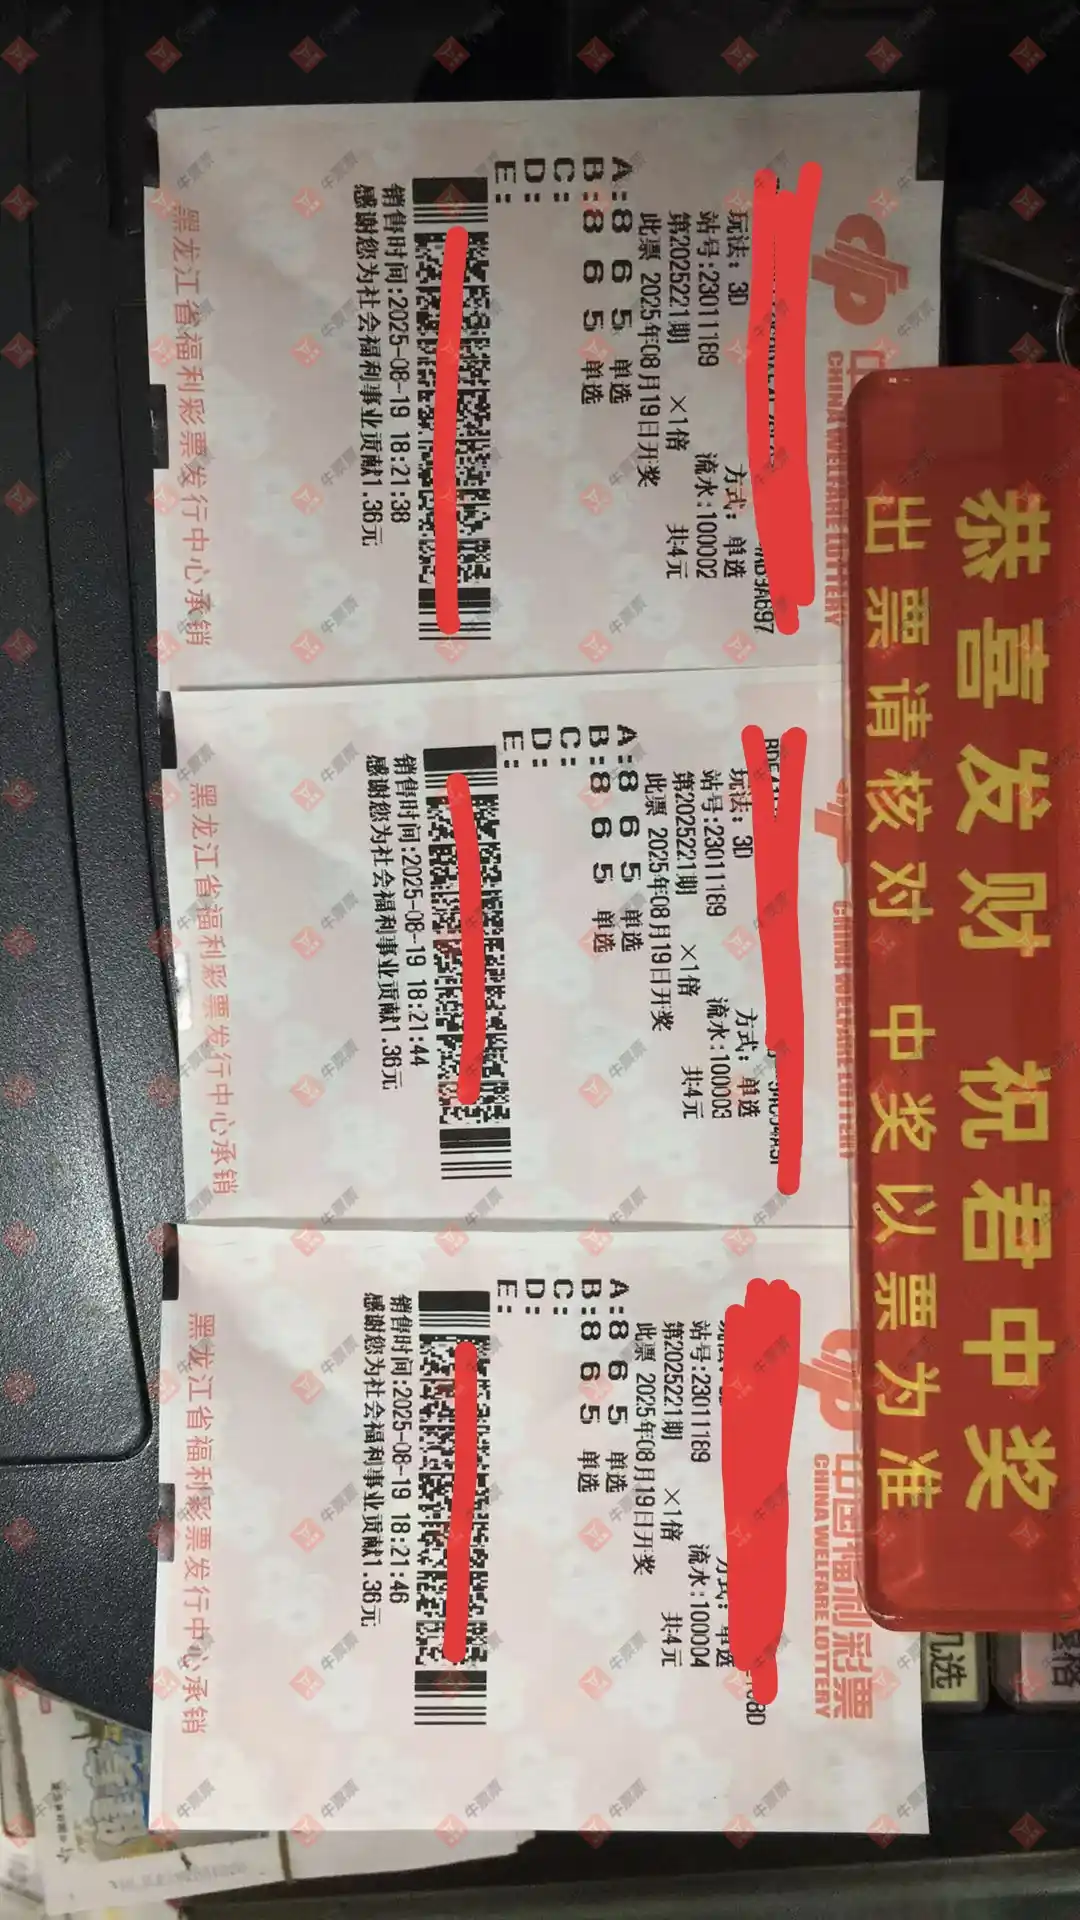 恭喜发财 祝君中奖
出票请核对 中奖以票为准
CHINA WELFARE LOTTERY
玩法: 3D 方式: 单选
站号:23011189 流水:100002
第2025221期 ×1倍 共4元
此票 2025年08月19日开奖
A:8 6 5 单选
B:8 6 5 单选
C:
D:
E:
销售时间:2025-08-19 18:21:38
感谢您为社会福利事业贡献1.36元
黑龙江省福利彩票发行中心承销
CHINA WELFARE LOTTERY
玩法: 3D 方式: 单选
站号:23011189 流水:100003
第2025221期 ×1倍 共4元
此票 2025年08月19日开奖
A:8 6 5 单选
B:8 6 5 单选
C:
D:
E:
销售时间:2025-08-19 18:21:44
感谢您为社会福利事业贡献1.36元
黑龙江省福利彩票发行中心承销
中国福利彩票
CHINA WELFARE LOTTERY
方式: 单选
站号:23011189 流水:100004
第2025221期 ×1倍 共4元
此票 2025年08月19日开奖
A:8 6 5 单选
B:8 6 5 单选
C:
D:
E:
销售时间:2025-08-19 18:21:46
感谢您为社会福利事业贡献1.36元
黑龙江省福利彩票发行中心承销
机选
牛票票